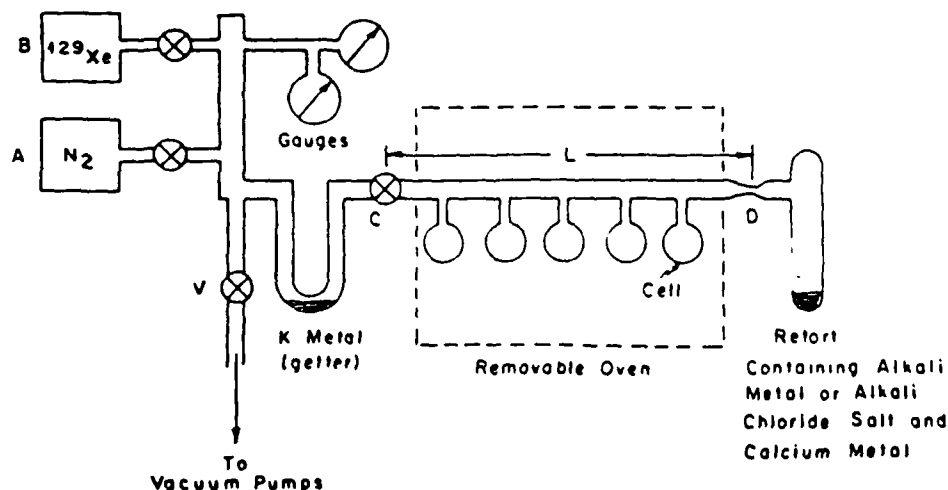 B
129Xe
A
N2
Gauges
L
C
D
V
Cell
K Metal
(getter)
Removable Oven
Retort
Containing Alkali
Metal or Alkali
Chloride Salt and
Calcium Metal
To
Vacuum Pumps